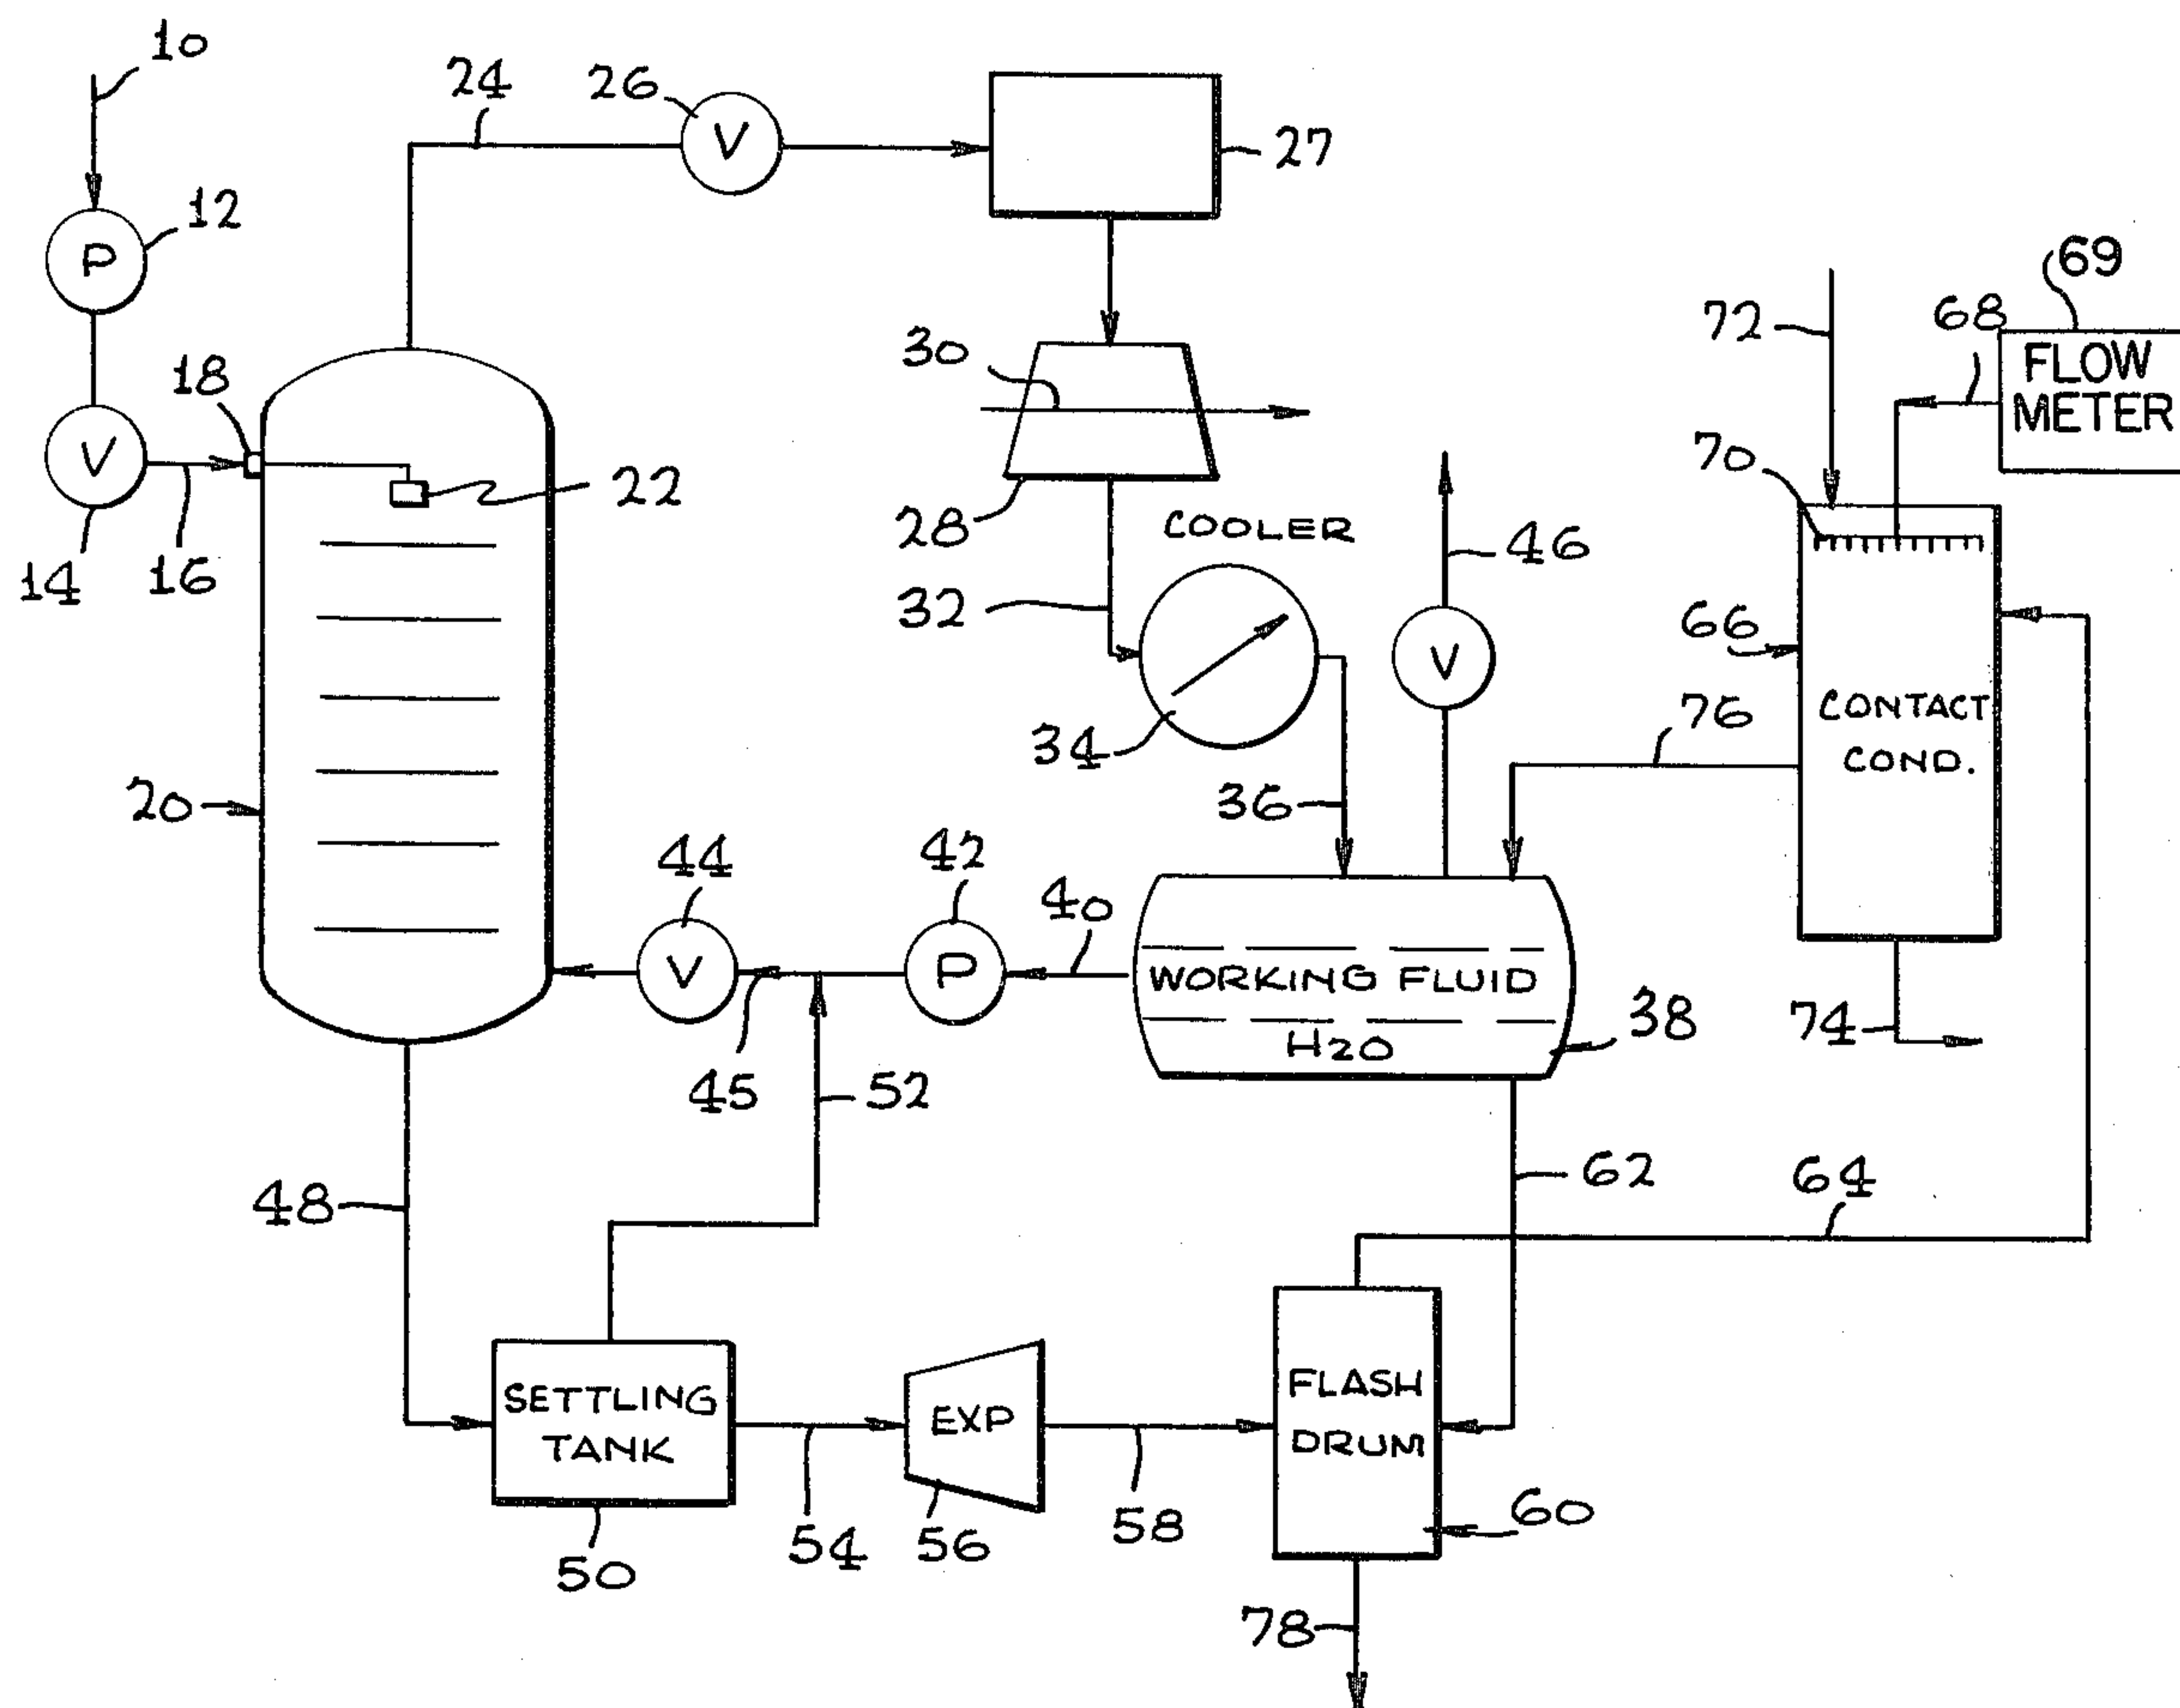 10
24
26
V
27
12
P
69
72
68
FLOW
METER
30
18
V
22
70
14
16
28
COOLER
46
32
66
V
34
76
CONTACT
COND.
20
36
44
42
40
V
P
WORKING FLUID
H2O
38
74
45
52
48
62
64
SETTLING
TANK
EXP
FLASH
DRUM
50
54
56
58
60
78